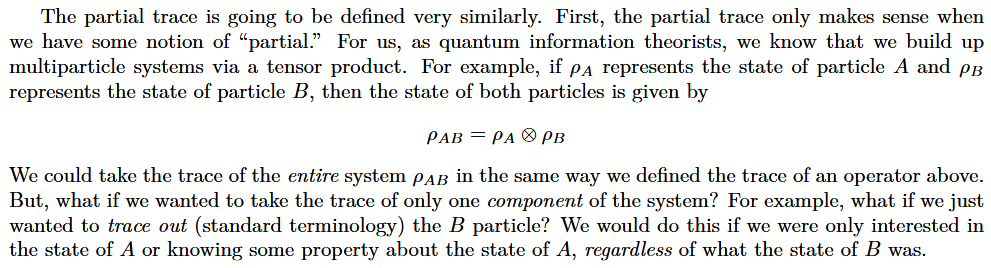 The partial trace is going to be defined very similarly. First, the partial trace only makes sense when
we have some notion of “partial.” For us, as quantum information theorists, we know that we build up
multiparticle systems via a tensor product. For example, if ρ_A represents the state of particle A and ρ_B
represents the state of particle B, then the state of both particles is given by
ρ_AB = ρ_A ⊗ ρ_B
We could take the trace of the entire system ρ_AB in the same way we defined the trace of an operator above.
But, what if we wanted to take the trace of only one component of the system? For example, what if we just
wanted to trace out (standard terminology) the B particle? We would do this if we were only interested in
the state of A or knowing some property about the state of A, regardless of what the state of B was.